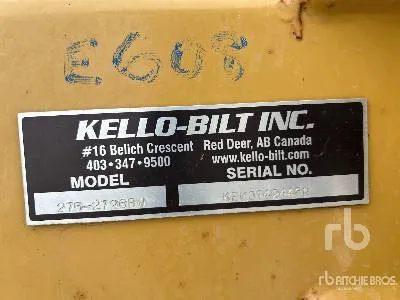 E608
KELLO-BILT INC.
#16 Belich Crescent Red Deer, AB Canada
403•347•9500 www.kello-bilt.com
MODEL SERIAL NO.
rb
RITCHIE BROS.